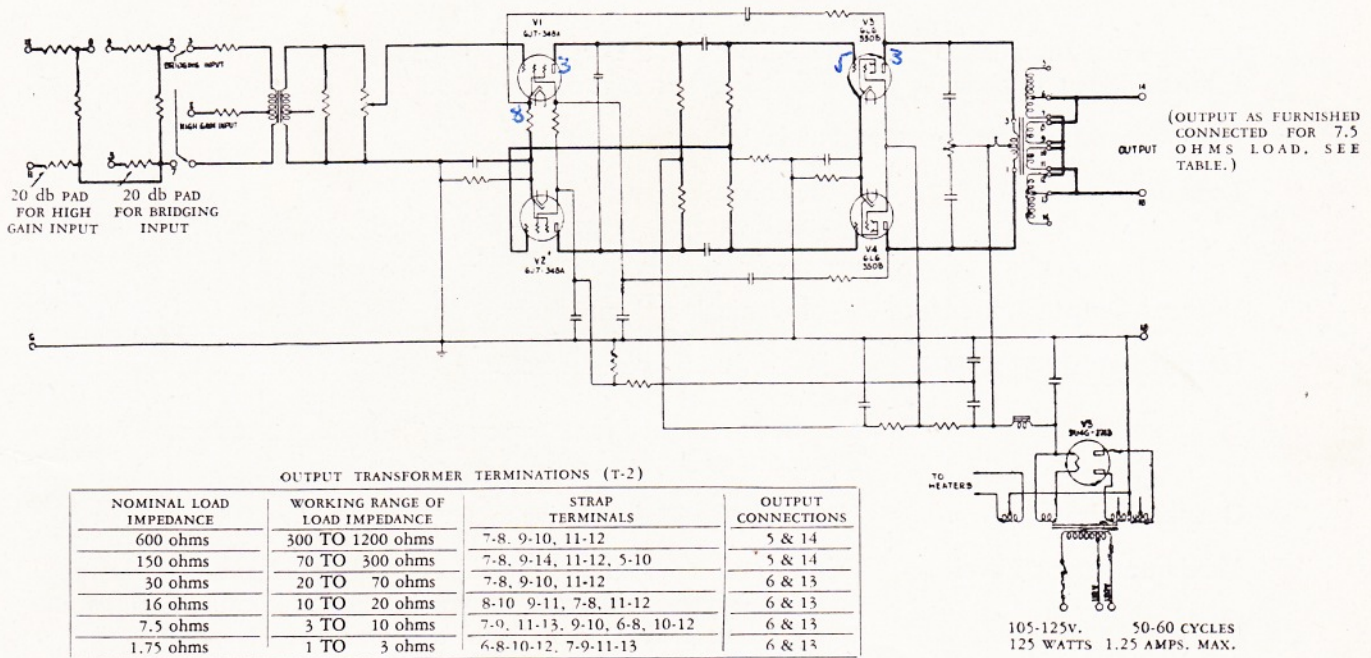 V1
6J7-348A
V3
6L6
350B
3
5
3
8
BRIDGING INPUT
HIGH GAIN INPUT
20 db PAD
FOR HIGH
GAIN INPUT
20 db PAD
FOR BRIDGING
INPUT
14
OUTPUT
(OUTPUT AS FURNISHED
CONNECTED FOR 7.5
OHMS LOAD, SEE
TABLE.)
V2
6J7-348A
V4
6L6
350B
V5
TO
HEATERS
105-125V. 50-60 CYCLES
125 WATTS 1.25 AMPS. MAX.
OUTPUT TRANSFORMER TERMINATIONS (T-2)
NOMINAL LOAD IMPEDANCE WORKING RANGE OF LOAD IMPEDANCE STRAP TERMINALS OUTPUT CONNECTIONS
600 ohms 300 TO 1200 ohms 7-8. 9-10, 11-12 5 & 14
150 ohms 70 TO 300 ohms 7-8, 9-14, 11-12, 5-10 5 & 14
30 ohms 20 TO 70 ohms 7-8, 9-10, 11-12 6 & 13
16 ohms 10 TO 20 ohms 8-10 9-11, 7-8, 11-12 6 & 13
7.5 ohms 3 TO 10 ohms 7-9, 11-13, 9-10, 6-8, 10-12 6 & 13
1.75 ohms 1 TO 3 ohms 6-8-10-12, 7-9-11-13 6 & 13